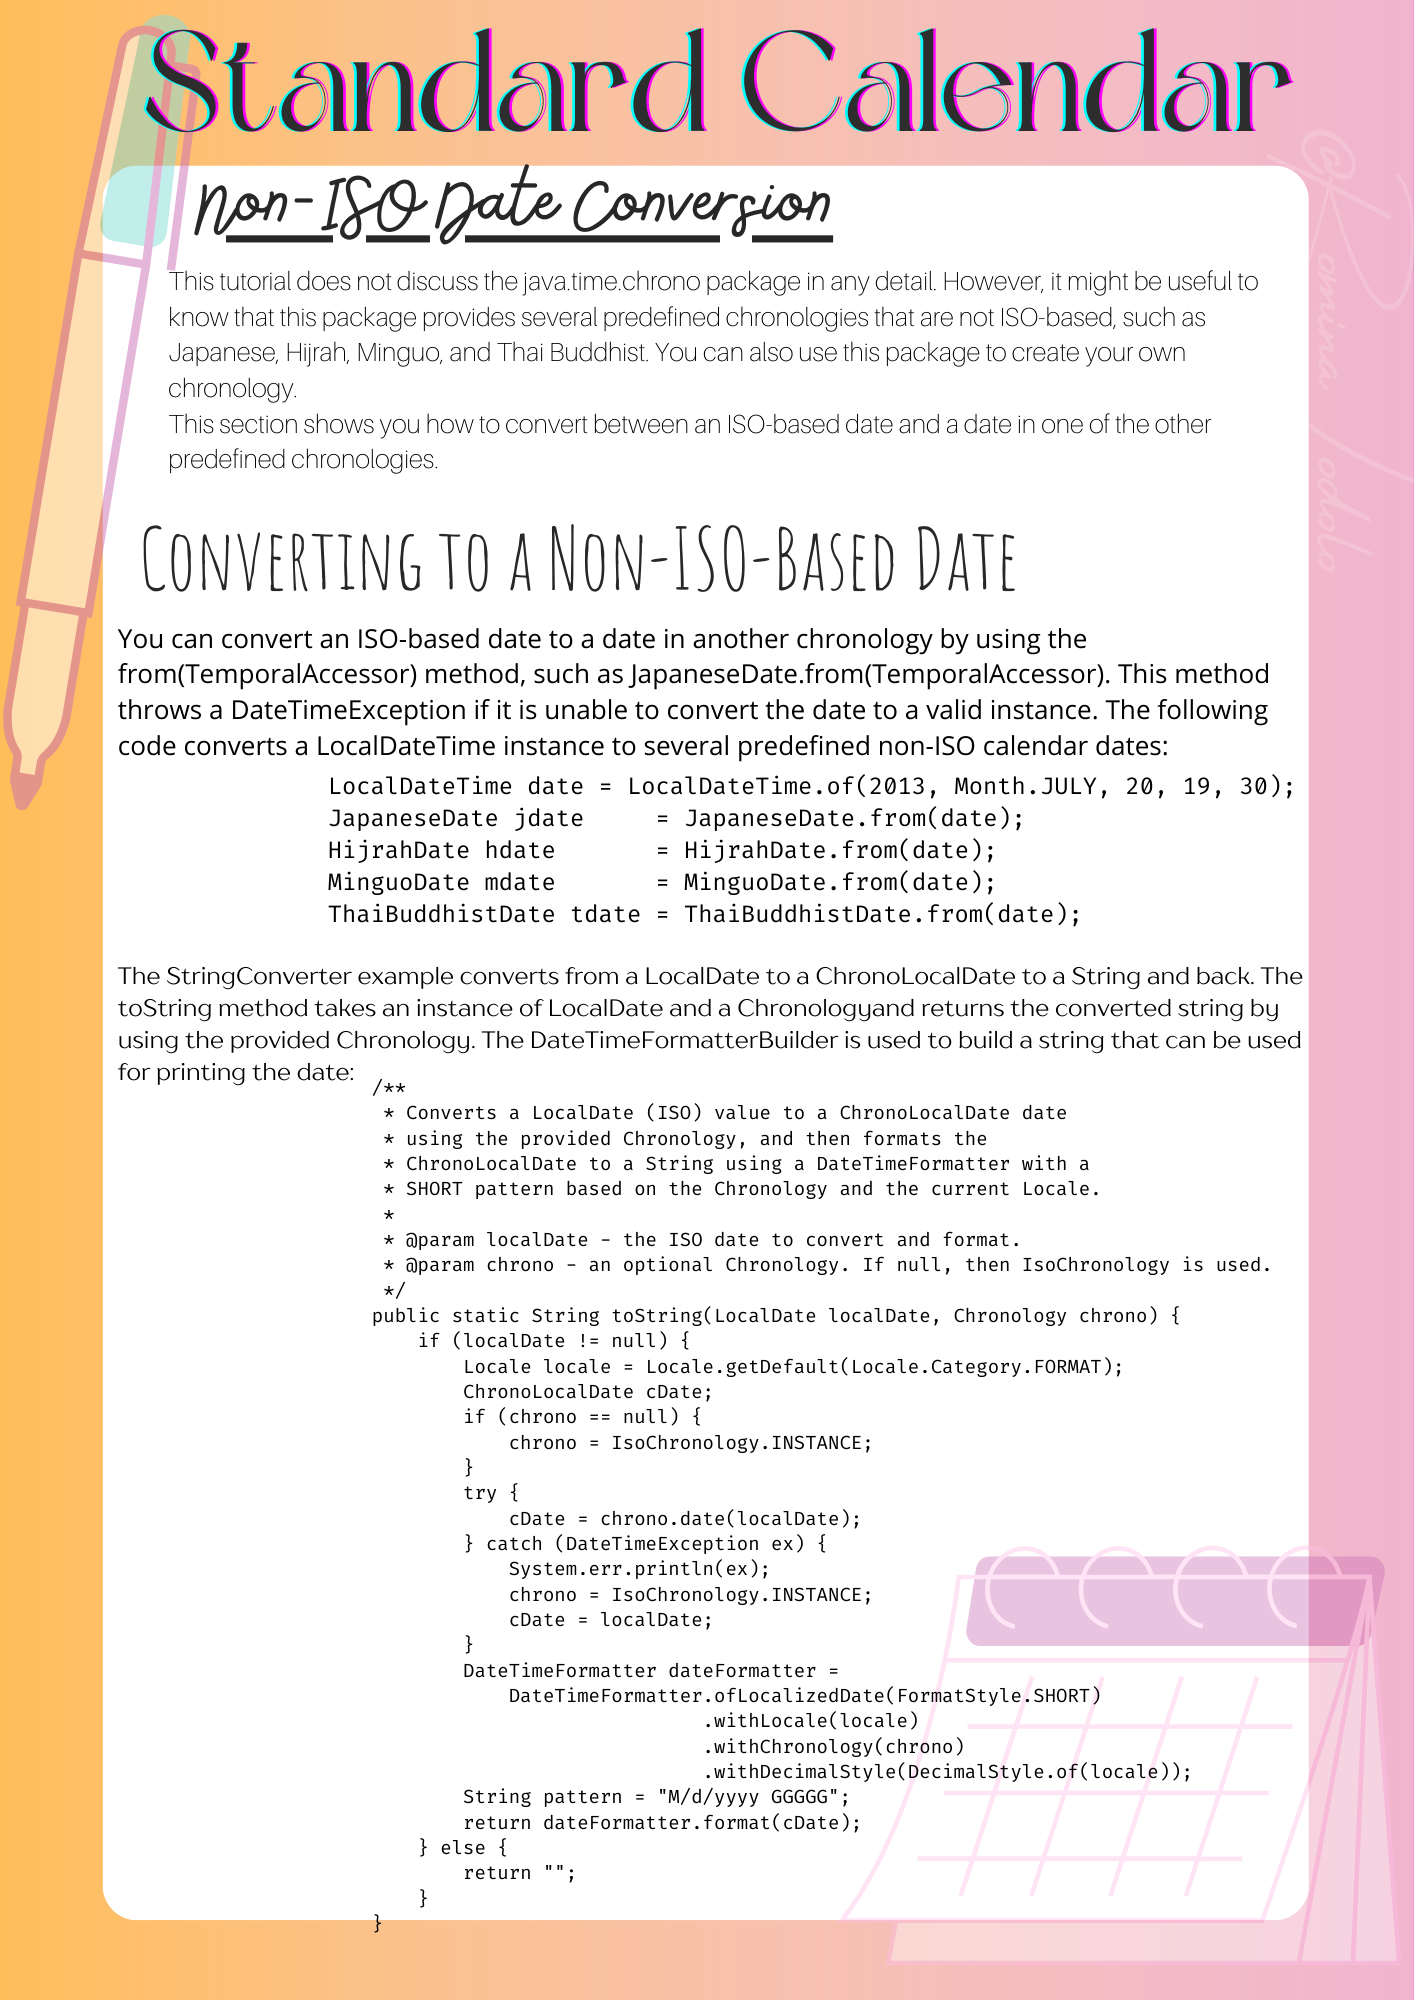 Standard Calendar
Non-ISO Date Conversion
This tutorial does not discuss the java.time.chrono package in any detail. However, it might be useful to
know that this package provides several predefined chronologies that are not ISO-based, such as
Japanese, Hijrah, Minguo, and Thai Buddhist. You can also use this package to create your own
chronology.
This section shows you how to convert between an ISO-based date and a date in one of the other
predefined chronologies.
Converting to a Non-ISO-Based Date
You can convert an ISO-based date to a date in another chronology by using the
from(TemporalAccessor) method, such as JapaneseDate.from(TemporalAccessor). This method
throws a DateTimeException if it is unable to convert the date to a valid instance. The following
code converts a LocalDateTime instance to several predefined non-ISO calendar dates:
LocalDateTime date = LocalDateTime.of(2013, Month.JULY, 20, 19, 30);
JapaneseDate jdate     = JapaneseDate.from(date);
HijrahDate hdate       = HijrahDate.from(date);
MinguoDate mdate       = MinguoDate.from(date);
ThaiBuddhistDate tdate = ThaiBuddhistDate.from(date);
The StringConverter example converts from a LocalDate to a ChronoLocalDate to a String and back. The
toString method takes an instance of LocalDate and a Chronologyand returns the converted string by
using the provided Chronology. The DateTimeFormatterBuilder is used to build a string that can be used
for printing the date:
/**
 * Converts a LocalDate (ISO) value to a ChronoLocalDate date
 * using the provided Chronology, and then formats the
 * ChronoLocalDate to a String using a DateTimeFormatter with a
 * SHORT pattern based on the Chronology and the current Locale.
 *
 * @param localDate - the ISO date to convert and format.
 * @param chrono - an optional Chronology. If null, then IsoChronology is used.
 */
public static String toString(LocalDate localDate, Chronology chrono) {
    if (localDate != null) {
        Locale locale = Locale.getDefault(Locale.Category.FORMAT);
        ChronoLocalDate cDate;
        if (chrono == null) {
            chrono = IsoChronology.INSTANCE;
        }
        try {
            cDate = chrono.date(localDate);
        } catch (DateTimeException ex) {
            System.err.println(ex);
            chrono = IsoChronology.INSTANCE;
            cDate = localDate;
        }
        DateTimeFormatter dateFormatter =
            DateTimeFormatter.ofLocalizedDate(FormatStyle.SHORT)
                             .withLocale(locale)
                             .withChronology(chrono)
                             .withDecimalStyle(DecimalStyle.of(locale));
        String pattern = "M/d/yyyy GGGGG";
        return dateFormatter.format(cDate);
    } else {
        return "";
    }
}
@Romina Iodolo